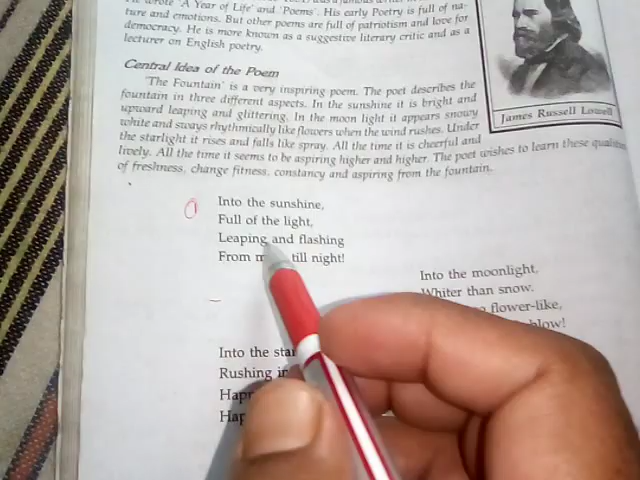 He wrote 'A Year of Life' and 'Poems'. His early Poetry is full of na-
ture and emotions. But other poems are full of patriotism and love for
democracy. He is more known as a suggestive literary critic and as a
lecturer on English poetry.
James Russell Lowell
Central Idea of the Poem
'The Fountain' is a very inspiring poem. The poet describes the
fountain in three different aspects. In the sunshine it is bright and
upward leaping and glittering. In the moon light it appears snowy
white and sways rhythmically like flowers when the wind rushes. Under
the starlight it rises and falls like spray. All the time it is cheerful and
lively. All the time it seems to be aspiring higher and higher. The poet wishes to learn these
of freshness, change fitness, constancy and aspiring from the fountain.
Into the sunshine,
Full of the light,
Leaping and flashing
From till night!
Into the moonlight,
Whiter than snow.
flower-like,
blow!
Into the
Rushing